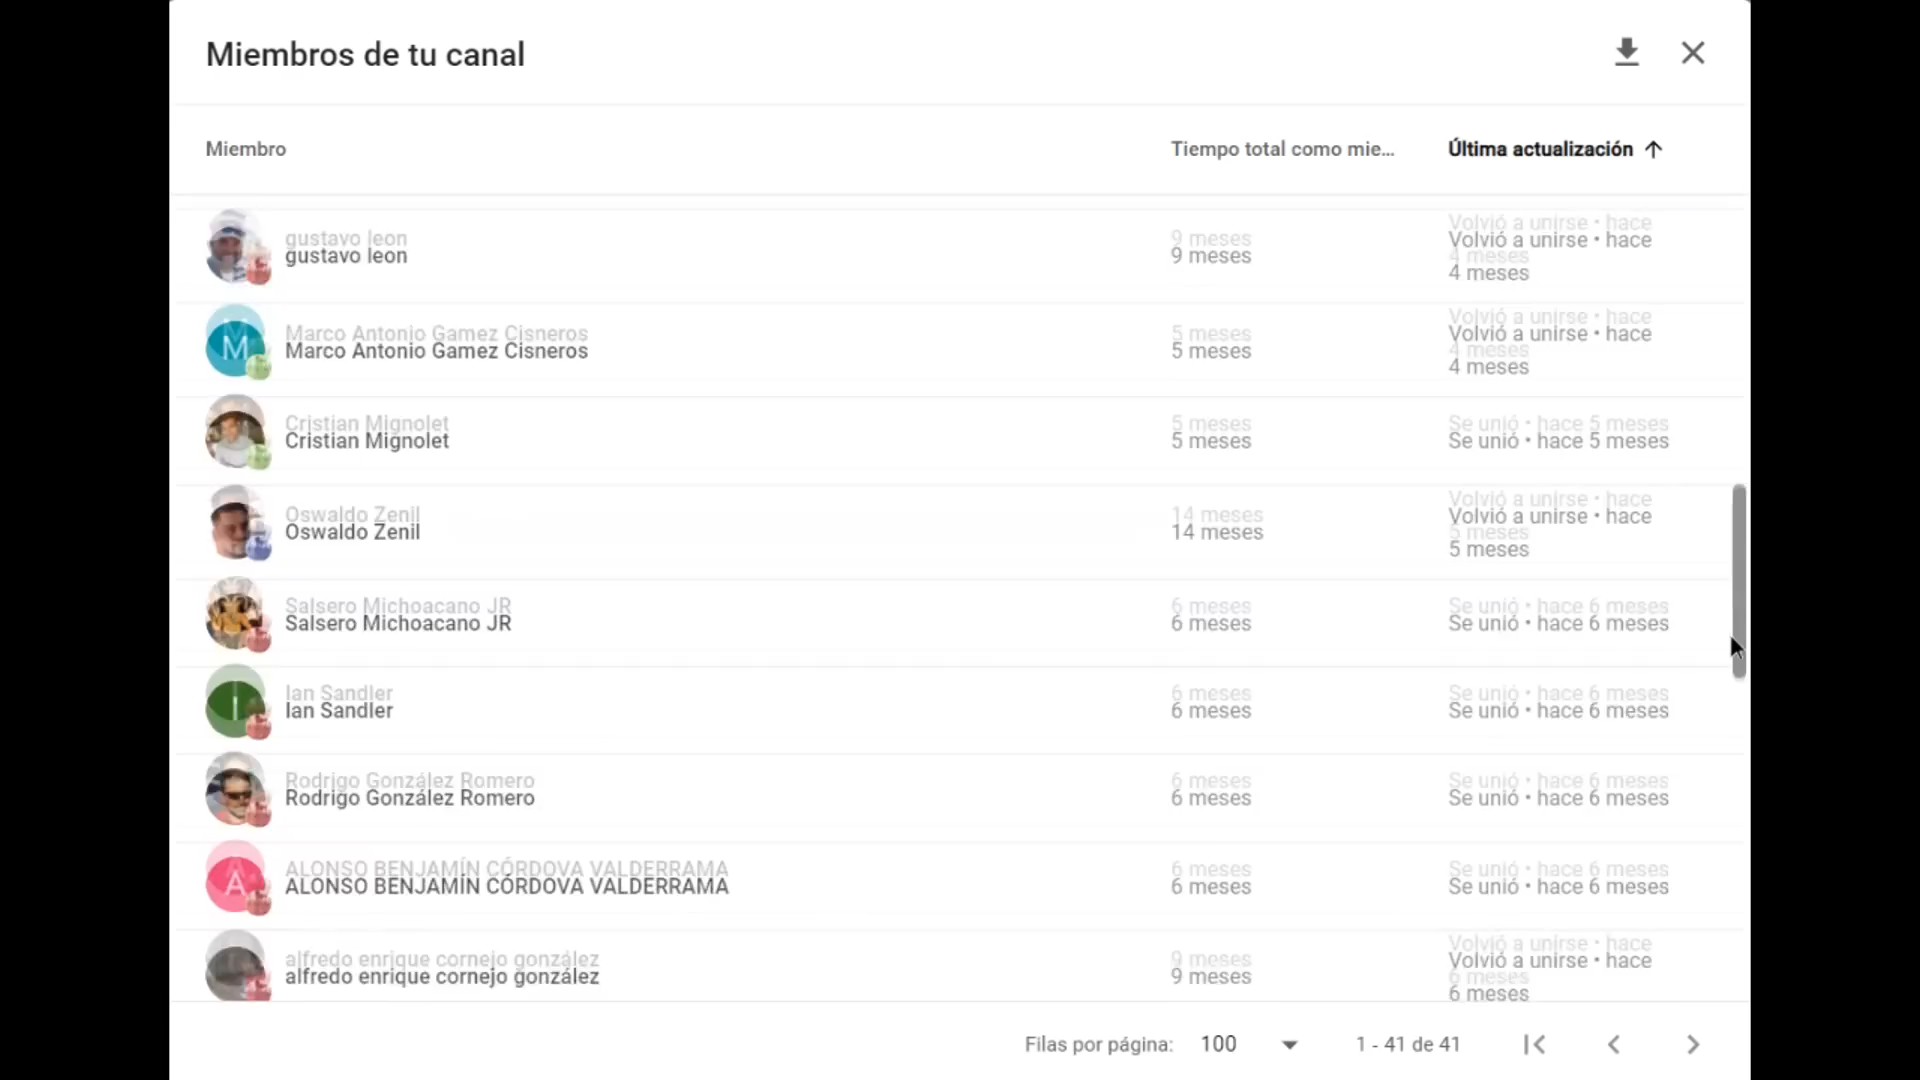 Miembros de tu canal
Miembro
Tiempo total como mie...
Última actualización
gustavo leon
9 meses
Volvió a unirse • hace
4 meses
M
Marco Antonio Gamez Cisneros
5 meses
Volvió a unirse • hace
4 meses
Cristian Mignolet
5 meses
Se unió • hace 5 meses
Oswaldo Zenil
14 meses
Volvió a unirse • hace
5 meses
Salsero Michoacano JR
6 meses
Se unió • hace 6 meses
I
Ian Sandler
6 meses
Se unió • hace 6 meses
Rodrigo González Romero
6 meses
Se unió • hace 6 meses
A
ALONSO BENJAMÍN CÓRDOVA VALDERRAMA
6 meses
Se unió • hace 6 meses
alfredo enrique cornejo gonzález
9 meses
Volvió a unirse • hace
6 meses
Filas por página:
100
1 - 41 de 41